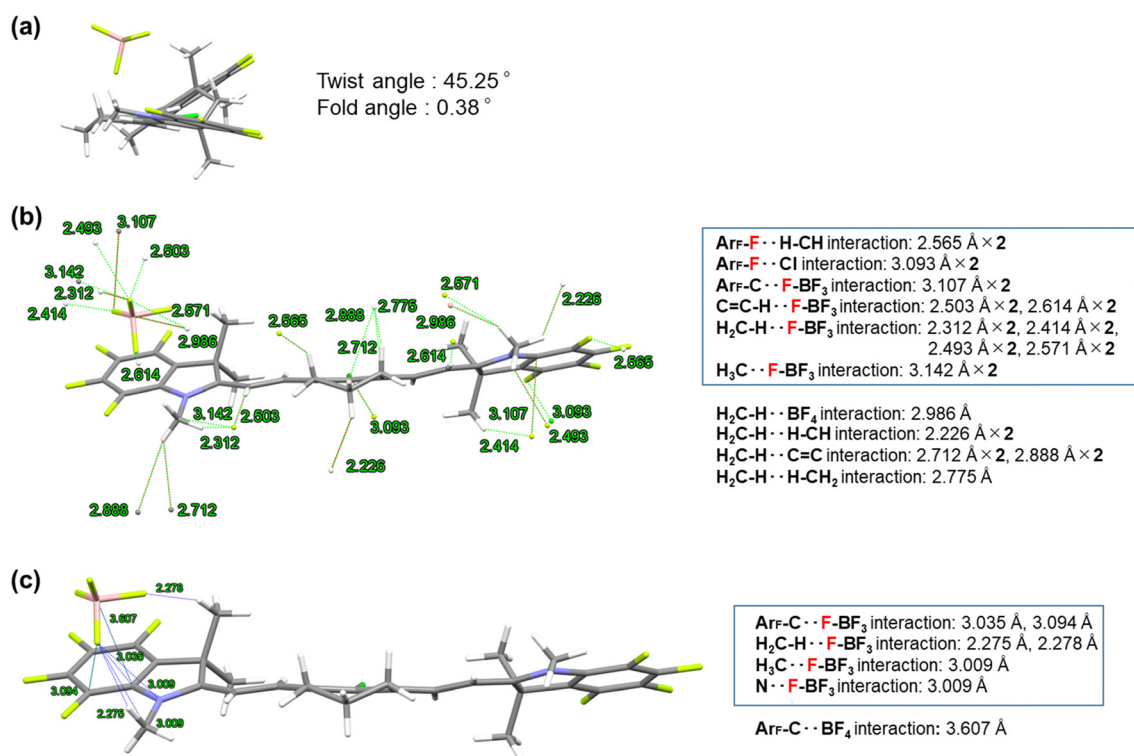 (a)
Twist angle : 45.25°
Fold angle : 0.38°
(b)
2.493
3.107
2.503
3.142
2.312
2.414
2.571
2.986
2.614
2.565
2.888
2.775
2.712
2.571
2.986
2.226
2.614
2.565
3.142
2.503
2.312
3.093
2.226
3.107
3.093
2.414
2.493
2.888
2.712
ArF-F··H-CH interaction: 2.565 Å×2
ArF-F··Cl interaction: 3.093 Å×2
ArF-C··F-BF3 interaction: 3.107 Å×2
C=C-H··F-BF3 interaction: 2.503 Å×2, 2.614 Å×2
H2C-H··F-BF3 interaction: 2.312 Å×2, 2.414 Å×2,
2.493 Å×2, 2.571 Å×2
H3C··F-BF3 interaction: 3.142 Å×2
H2C-H··BF4 interaction: 2.986 Å
H2C-H··H-CH interaction: 2.226 Å×2
H2C-H··C=C interaction: 2.712 Å×2, 2.888 Å×2
H2C-H··H-CH2 interaction: 2.775 Å
(c)
2.278
3.607
3.035
3.094
3.009
2.275
3.009
ArF-C··F-BF3 interaction: 3.035 Å, 3.094 Å
H2C-H··F-BF3 interaction: 2.275 Å, 2.278 Å
H3C··F-BF3 interaction: 3.009 Å
N··F-BF3 interaction: 3.009 Å
ArF-C··BF4 interaction: 3.607 Å